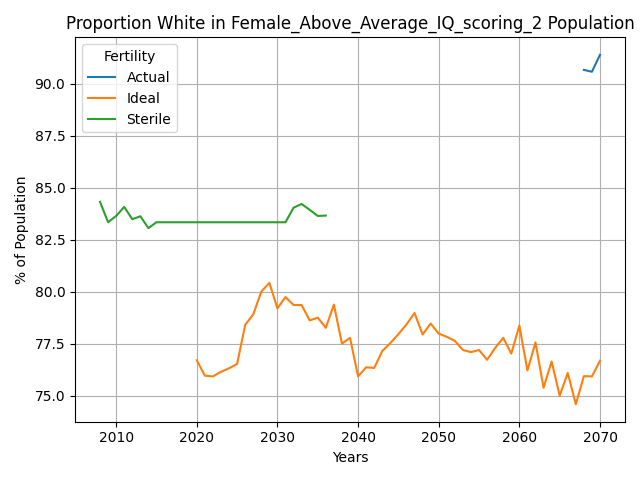 Proportion White in Female_Above_Average_IQ_scoring_2 Population
Fertility
Actual
Ideal
Sterile
% of Population
90.0
87.5
85.0
82.5
80.0
77.5
75.0
2010 2020 2030 2040 2050 2060 2070
Years